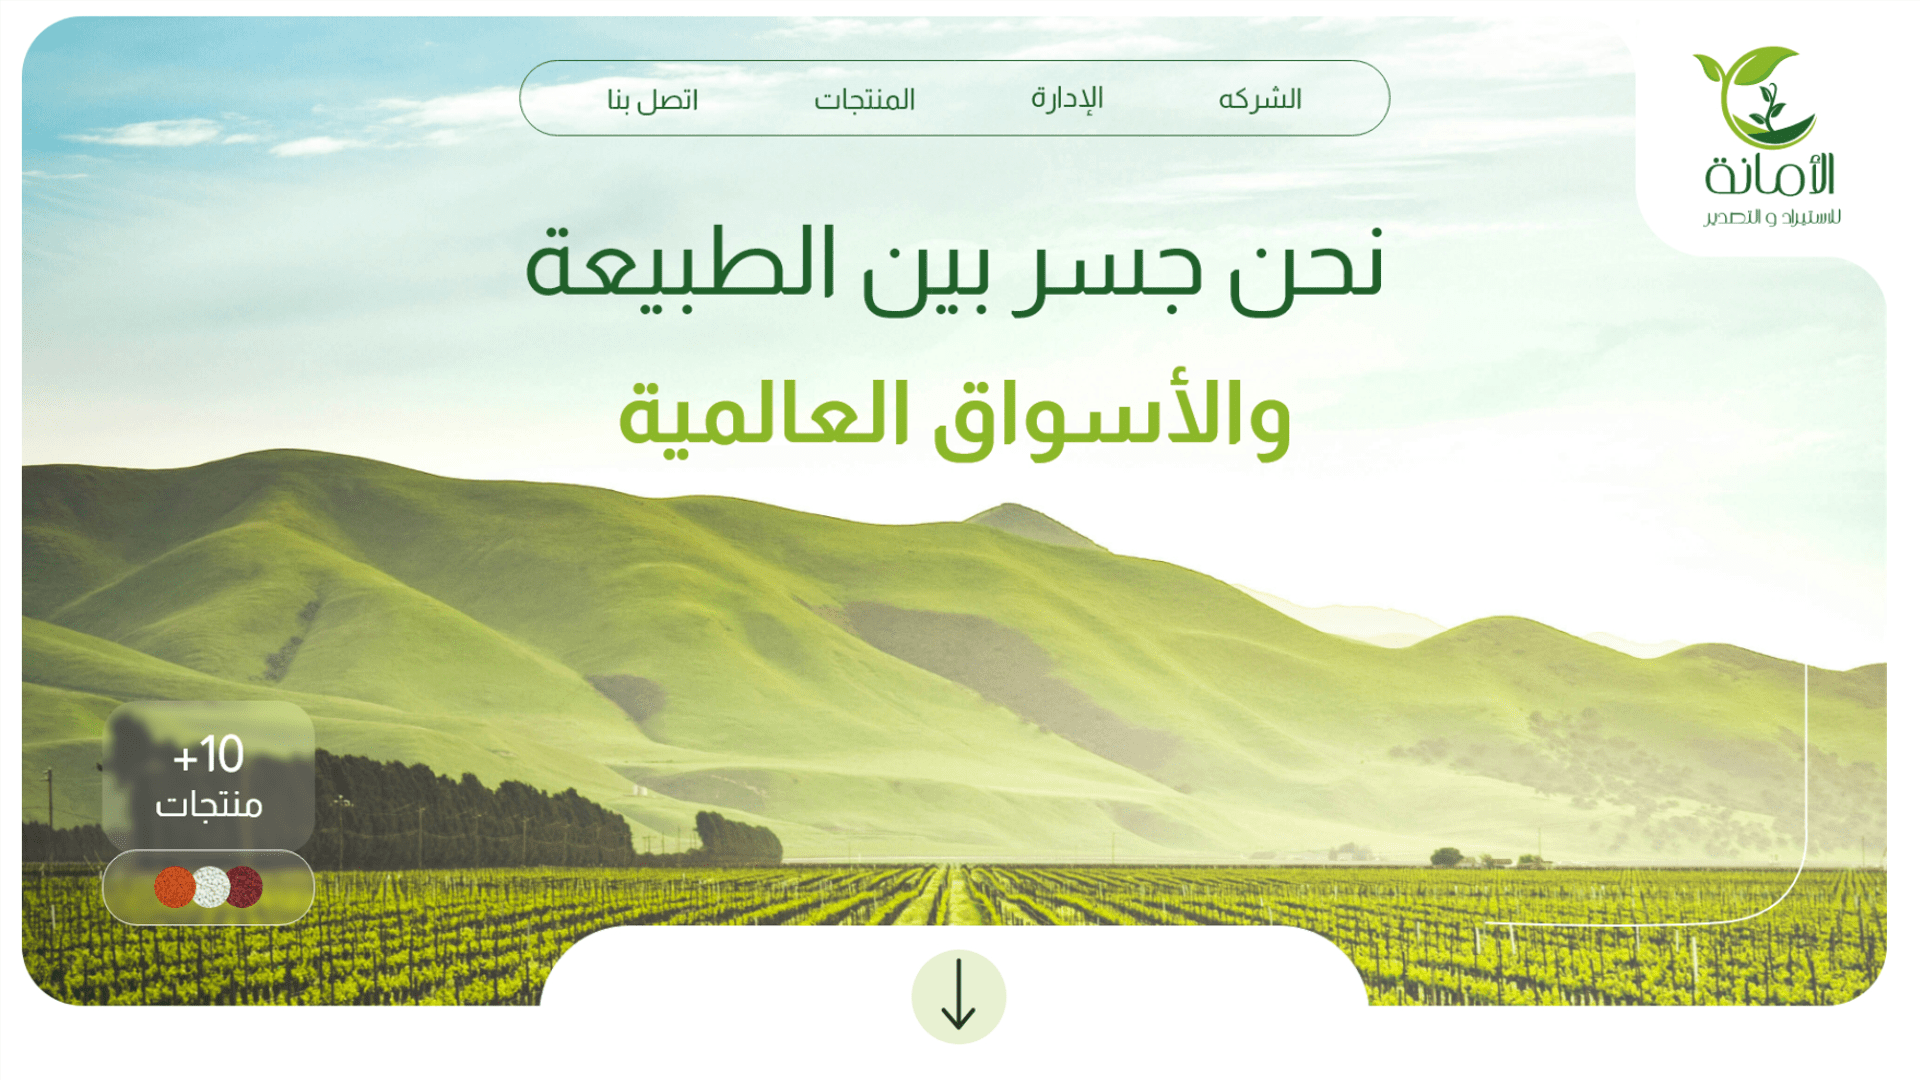 الأمانة
للاستيراد و التصدير
الشركه
الإدارة
المنتجات
اتصل بنا
نحن جسر بين الطبيعة
والأسواق العالمية
+10
منتجات